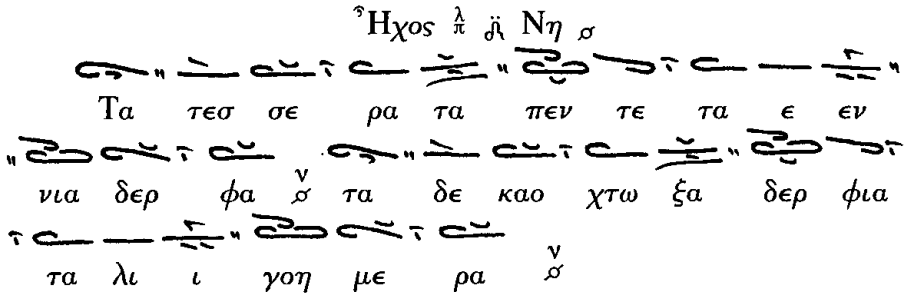 Ἦχος λ π Νη
Τα τεσ σε ρα τα πεν τε τα ε εν
νια δερ φα ν τα δε καο χτω ξα δερ φια
τα λι ι γοη με ρα ν